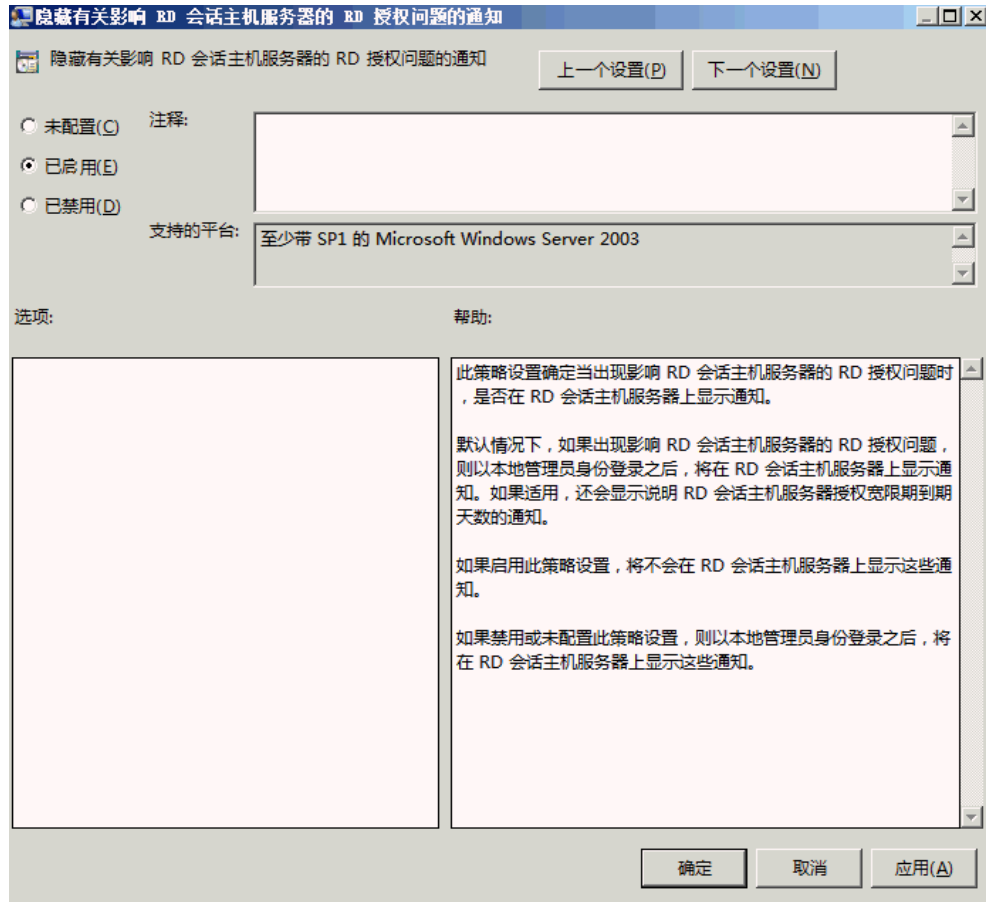 隐藏有关影响 RD 会话主机服务器的 RD 授权问题的通知
隐藏有关影响 RD 会话主机服务器的 RD 授权问题的通知
上一个设置(P)
下一个设置(N)
未配置(C)
注释:
已启用(E)
已禁用(D)
支持的平台:
至少带 SP1 的 Microsoft Windows Server 2003
选项:
帮助:
此策略设置确定当出现影响 RD 会话主机服务器的 RD 授权问题时
，是否在 RD 会话主机服务器上显示通知。
默认情况下，如果出现影响 RD 会话主机服务器的 RD 授权问题，
则以本地管理员身份登录之后，将在 RD 会话主机服务器上显示通
知。如果适用，还会显示说明 RD 会话主机服务器授权宽限期到期
天数的通知。
如果启用此策略设置，将不会在 RD 会话主机服务器上显示这些通
知。
如果禁用或未配置此策略设置，则以本地管理员身份登录之后，将
在 RD 会话主机服务器上显示这些通知。
确定
取消
应用(A)